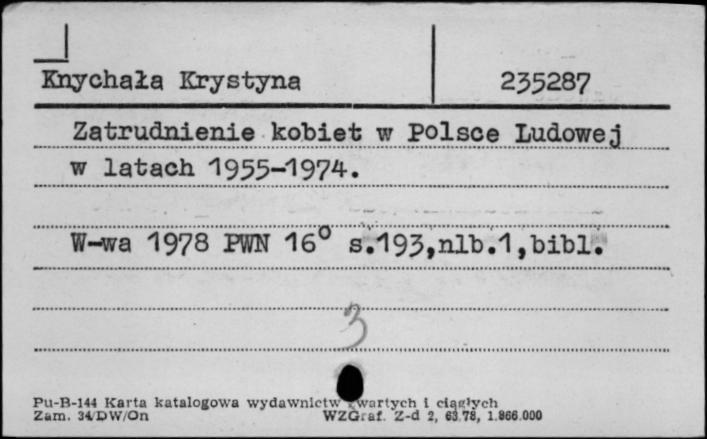 Knychała Krystyna 235287
Zatrudnienie kobiet w Polsce Ludowej
w latach 1955-1974.
W-wa 1978 PWN 16° s.193,nlb.1,bibl.
3
Pu-B-144 Karta katalogowa wydawnictw zwartych i ciągłych
Zam. 34/DW/On WZGraf. Z-d 2, 63.78, 1.866.000